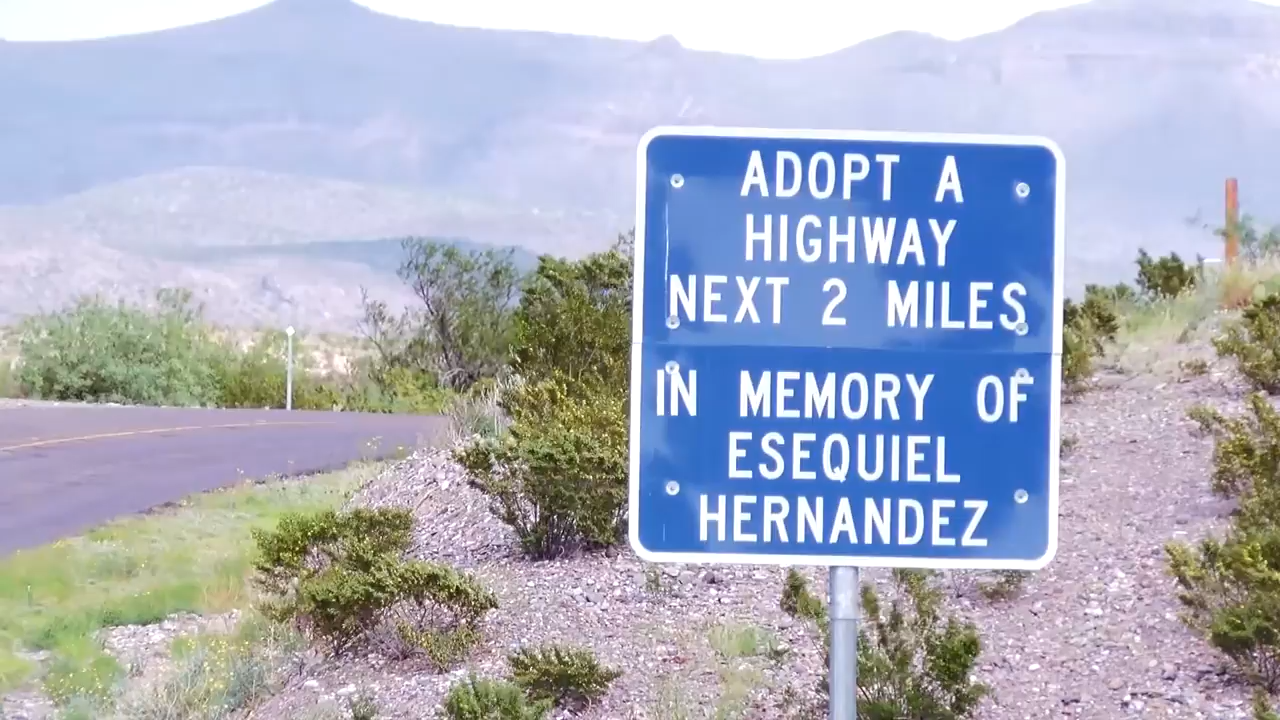 ADOPT A
HIGHWAY
NEXT 2 MILES
IN MEMORY OF
ESEQUIEL
HERNANDEZ